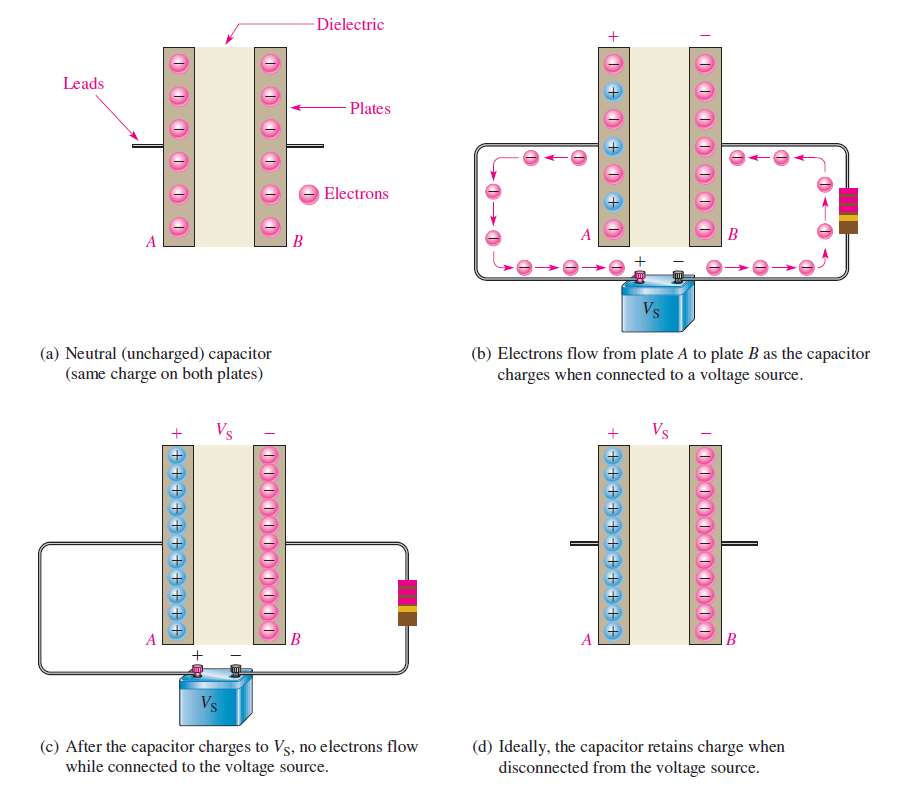 Dielectric
Leads
Plates
Electrons
A
B
+
−
A
B
+
−
VS
(a) Neutral (uncharged) capacitor
(same charge on both plates)
(b) Electrons flow from plate A to plate B as the capacitor
charges when connected to a voltage source.
+
VS
−
A
B
+
−
VS
+
VS
−
A
B
(c) After the capacitor charges to VS, no electrons flow
while connected to the voltage source.
(d) Ideally, the capacitor retains charge when
disconnected from the voltage source.